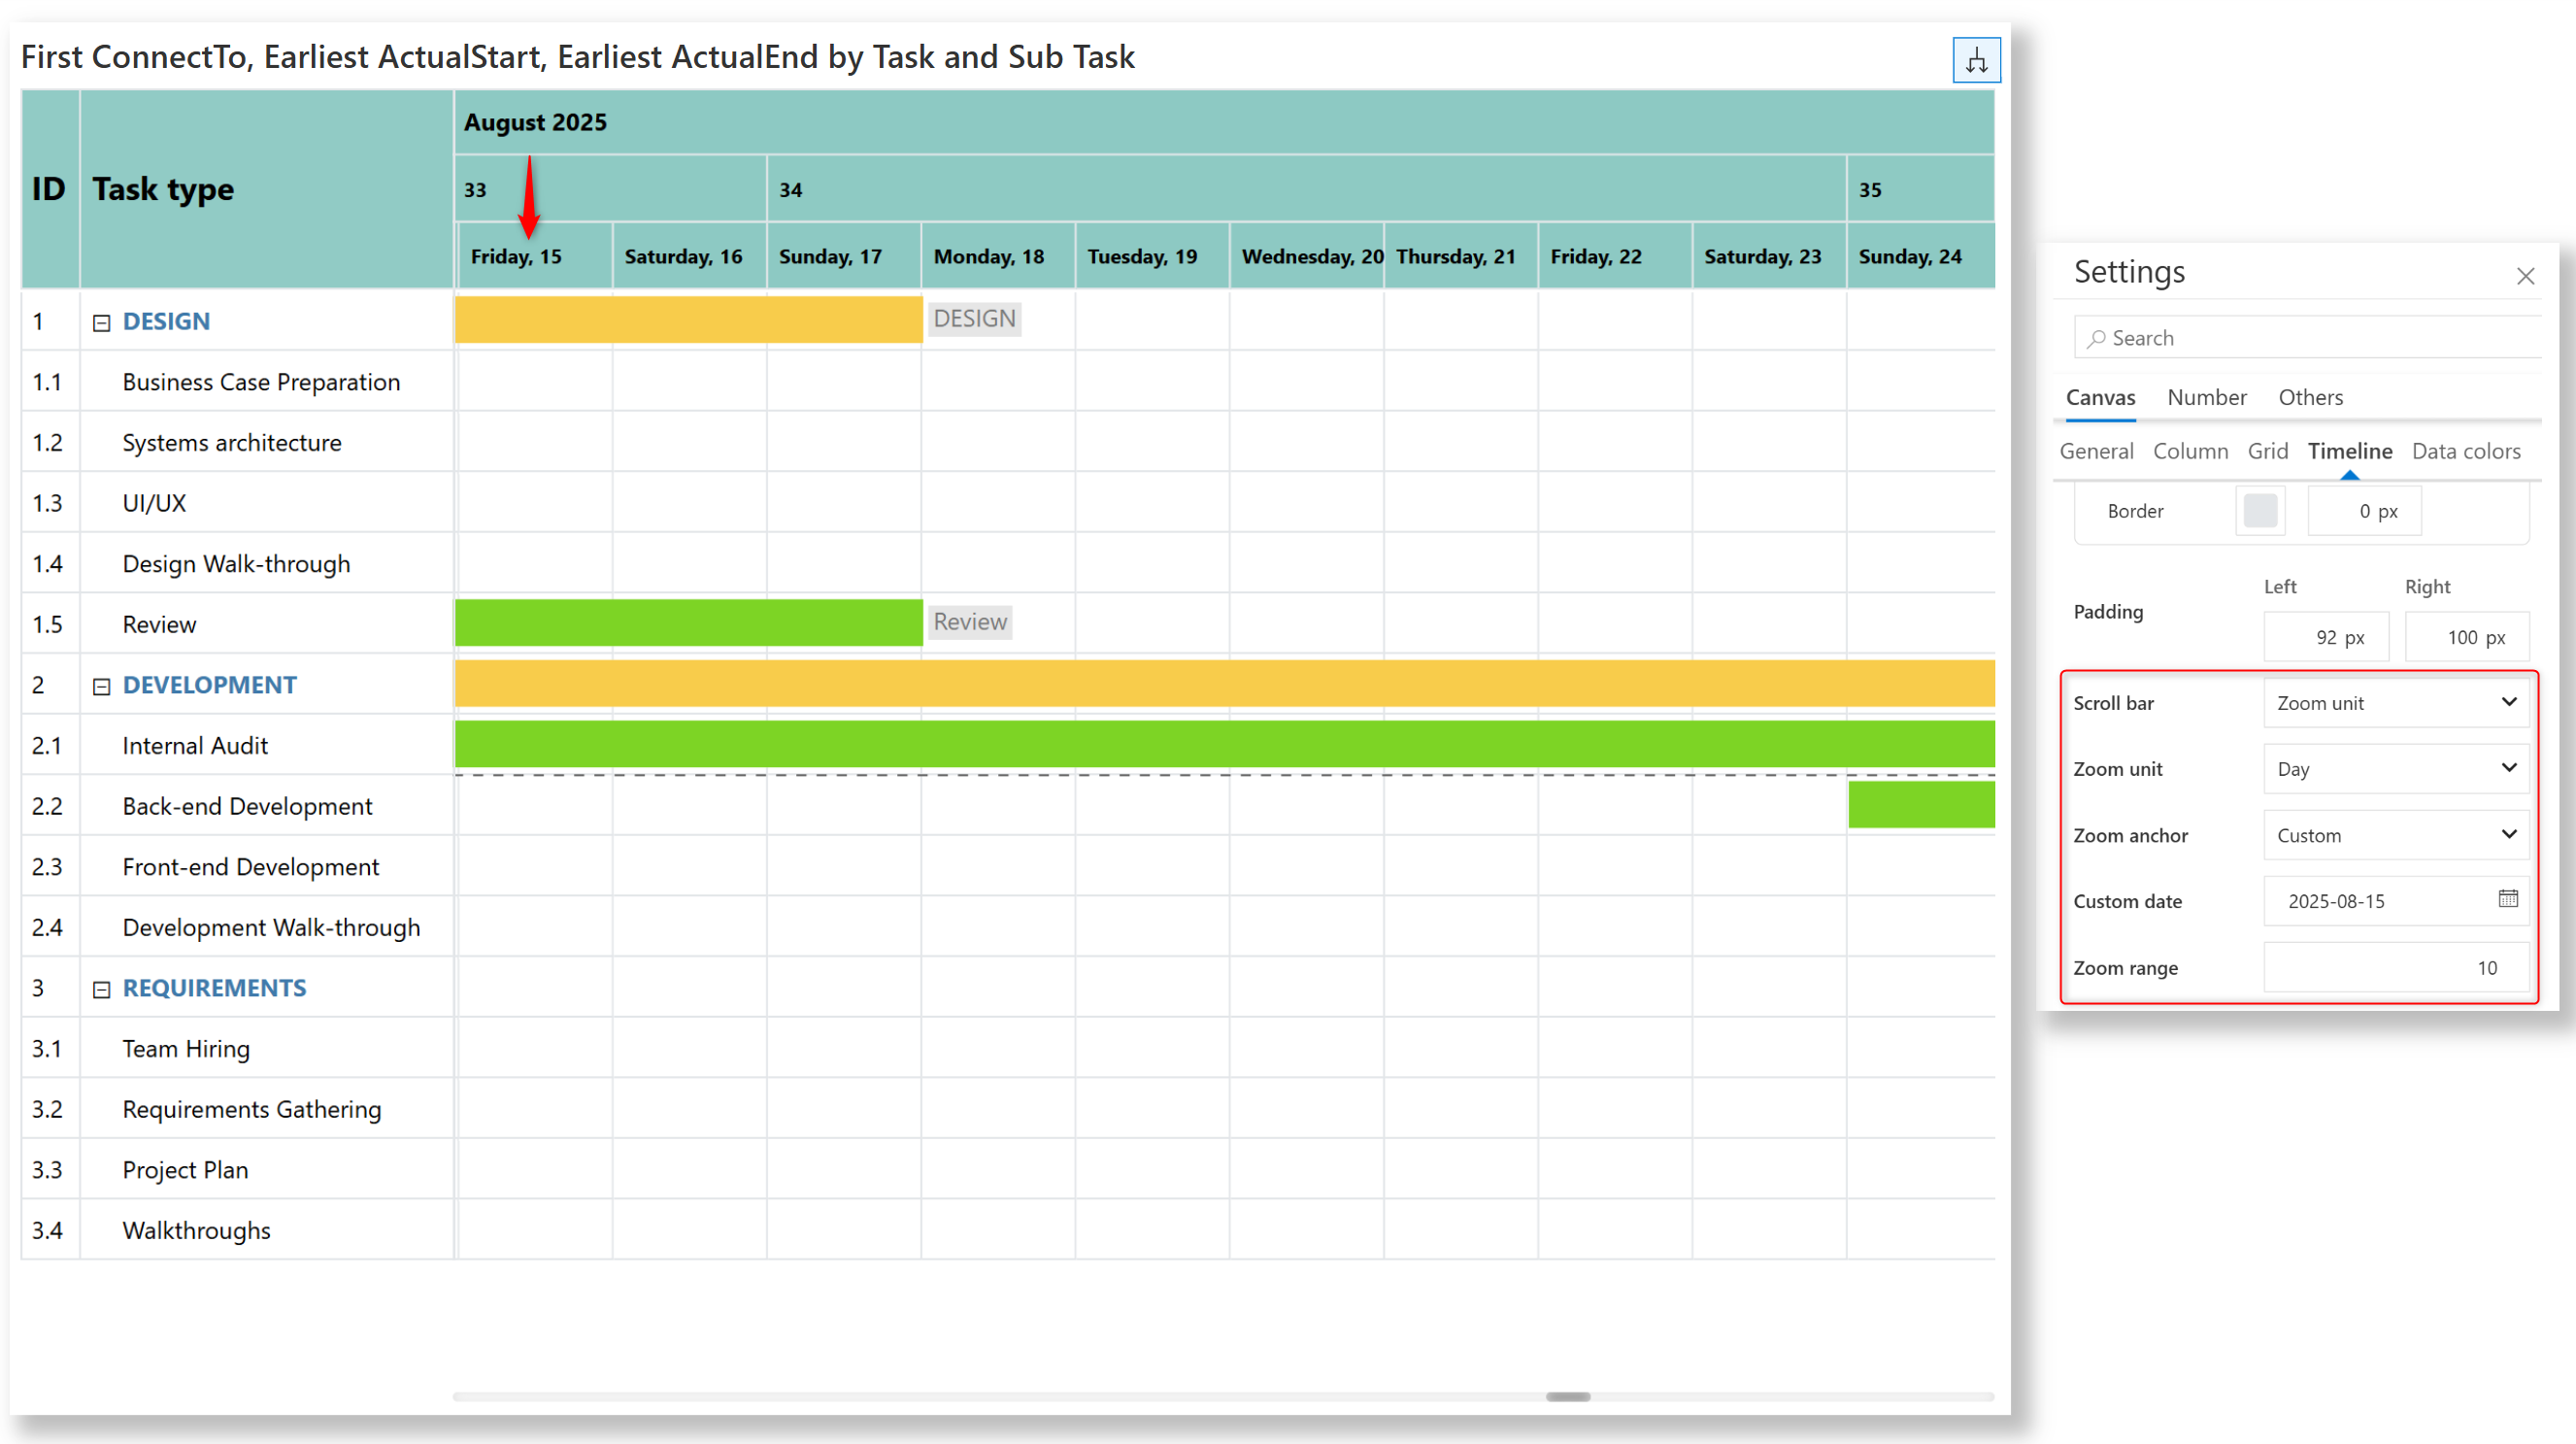 First ConnectTo, Earliest ActualStart, Earliest ActualEnd by Task and Sub Task
ID Task type August 2025
33 34 35
Friday, 15 Saturday, 16 Sunday, 17 Monday, 18 Tuesday, 19 Wednesday, 20 Thursday, 21 Friday, 22 Saturday, 23 Sunday, 24
1 DESIGN DESIGN
1.1 Business Case Preparation
1.2 Systems architecture
1.3 UI/UX
1.4 Design Walk-through
1.5 Review Review
2 DEVELOPMENT
2.1 Internal Audit
2.2 Back-end Development
2.3 Front-end Development
2.4 Development Walk-through
3 REQUIREMENTS
3.1 Team Hiring
3.2 Requirements Gathering
3.3 Project Plan
3.4 Walkthroughs
Settings
Search
Canvas Number Others
General Column Grid Timeline Data colors
Border 0 px
Left Right
Padding 92 px 100 px
Scroll bar Zoom unit
Zoom unit Day
Zoom anchor Custom
Custom date 2025-08-15
Zoom range 10